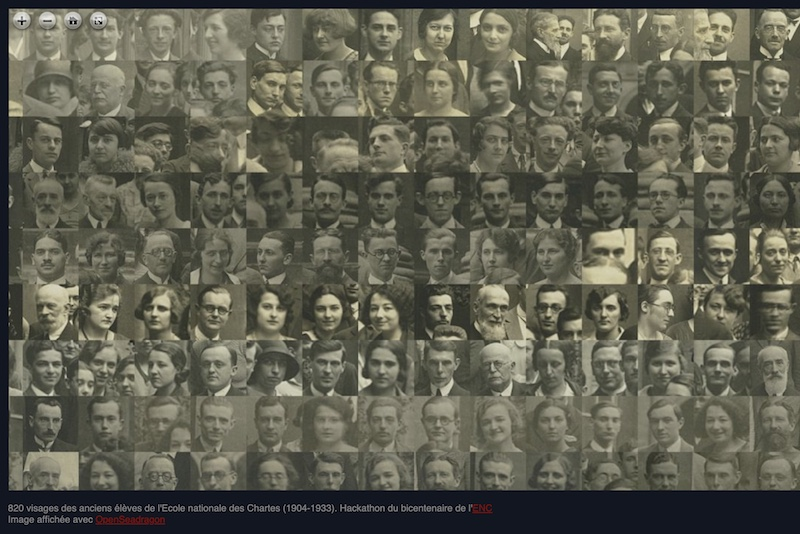 820 visages des anciens élèves de l'Ecole nationale des Chartes (1904-1933). Hackathon du bicentenaire de l'ENC
Image affichée avec OpenSeadragon